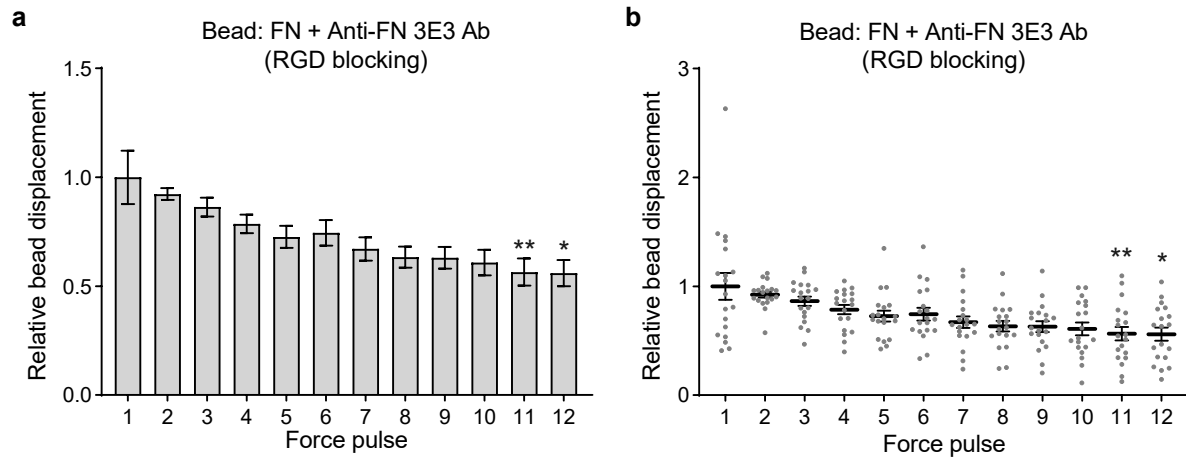 a
Bead: FN + Anti-FN 3E3 Ab
(RGD blocking)
Relative bead displacement
1.5
1.0
0.5
0.0
** *
1 2 3 4 5 6 7 8 9 10 11 12
Force pulse
b
Bead: FN + Anti-FN 3E3 Ab
(RGD blocking)
Relative bead displacement
3
2
1
0
** *
1 2 3 4 5 6 7 8 9 10 11 12
Force pulse